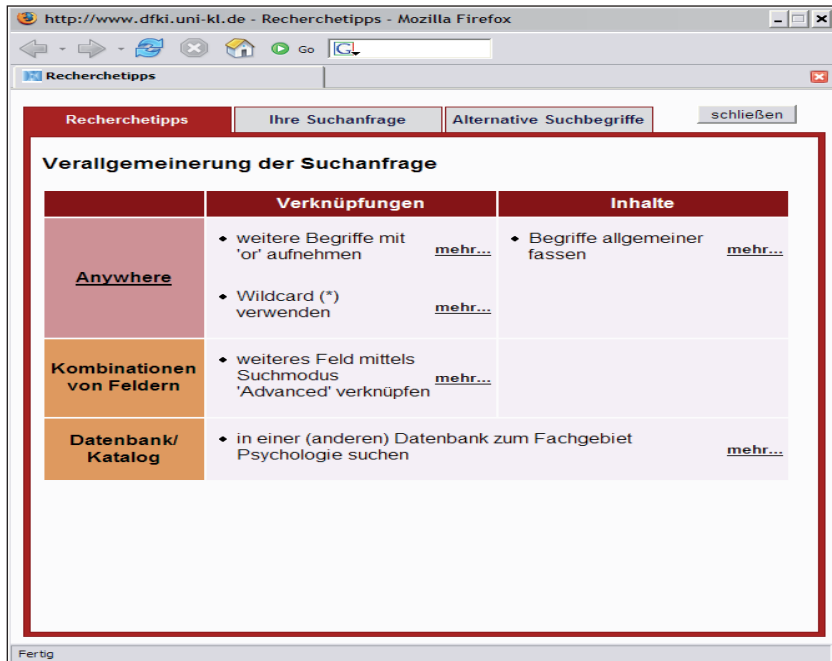 http://www.dfki.uni-kl.de - Recherchetipps - Mozilla Firefox
Go G
Recherchetipps
Recherchetipps Ihre Suchanfrage Alternative Suchbegriffe schließen
Verallgemeinerung der Suchanfrage
Verknüpfungen Inhalte
Anywhere
• weitere Begriffe mit
'or' aufnehmen mehr...
• Wildcard (*)
verwenden mehr...
• Begriffe allgemeiner
fassen mehr...
Kombinationen
von Feldern
• weiteres Feld mittels
Suchmodus mehr...
'Advanced' verknüpfen
Datenbank/
Katalog
• in einer (anderen) Datenbank zum Fachgebiet
Psychologie suchen mehr...
Fertig